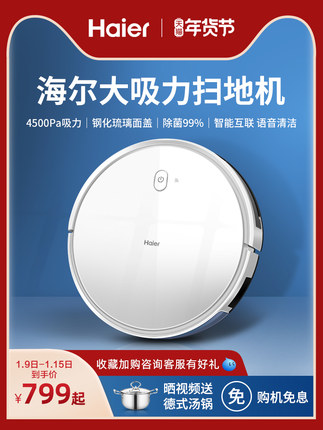 Haier 天猫年货节
海尔大吸力扫地机
4500Pa吸力｜钢化琉璃面盖｜除菌99%｜智能互联 语音清洁
Haier
1.9日-1.15日
立即到手价
收藏加购咨询客服有好礼
¥799起
晒视频送
德式汤锅
免 购机免息